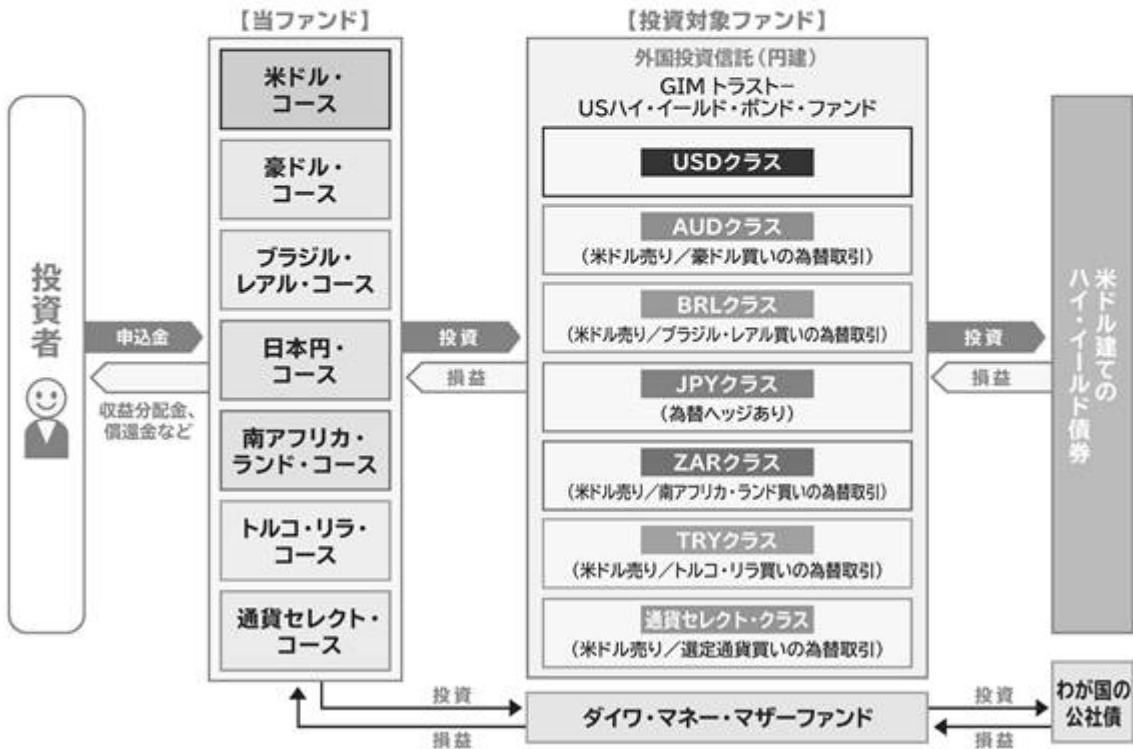 【当ファンド】
米ドル・
コース
豪ドル・
コース
ブラジル・
レアル・コース
日本円・
コース
南アフリカ・
ランド・コース
トルコ・リラ・
コース
通貨セレクト・
コース
投資者
申込金
収益分配金、
償還金など
投資
損益
【投資対象ファンド】
外国投資信託(円建)
GIM トラストー
USハイ・イールド・ボンド・ファンド
USDクラス
AUDクラス
(米ドル売り/豪ドル買いの為替取引)
BRLクラス
(米ドル売り/ブラジル・レアル買いの為替取引)
JPYクラス
(為替ヘッジあり)
ZARクラス
(米ドル売り/南アフリカ・ランド買いの為替取引)
TRYクラス
(米ドル売り/トルコ・リラ買いの為替取引)
通貨セレクト・クラス
(米ドル売り/選定通貨買いの為替取引)
投資
損益
米ドル建ての
ハイ・イールド債券
投資
損益
ダイワ・マネー・マザーファンド
投資
損益
わが国の
公社債